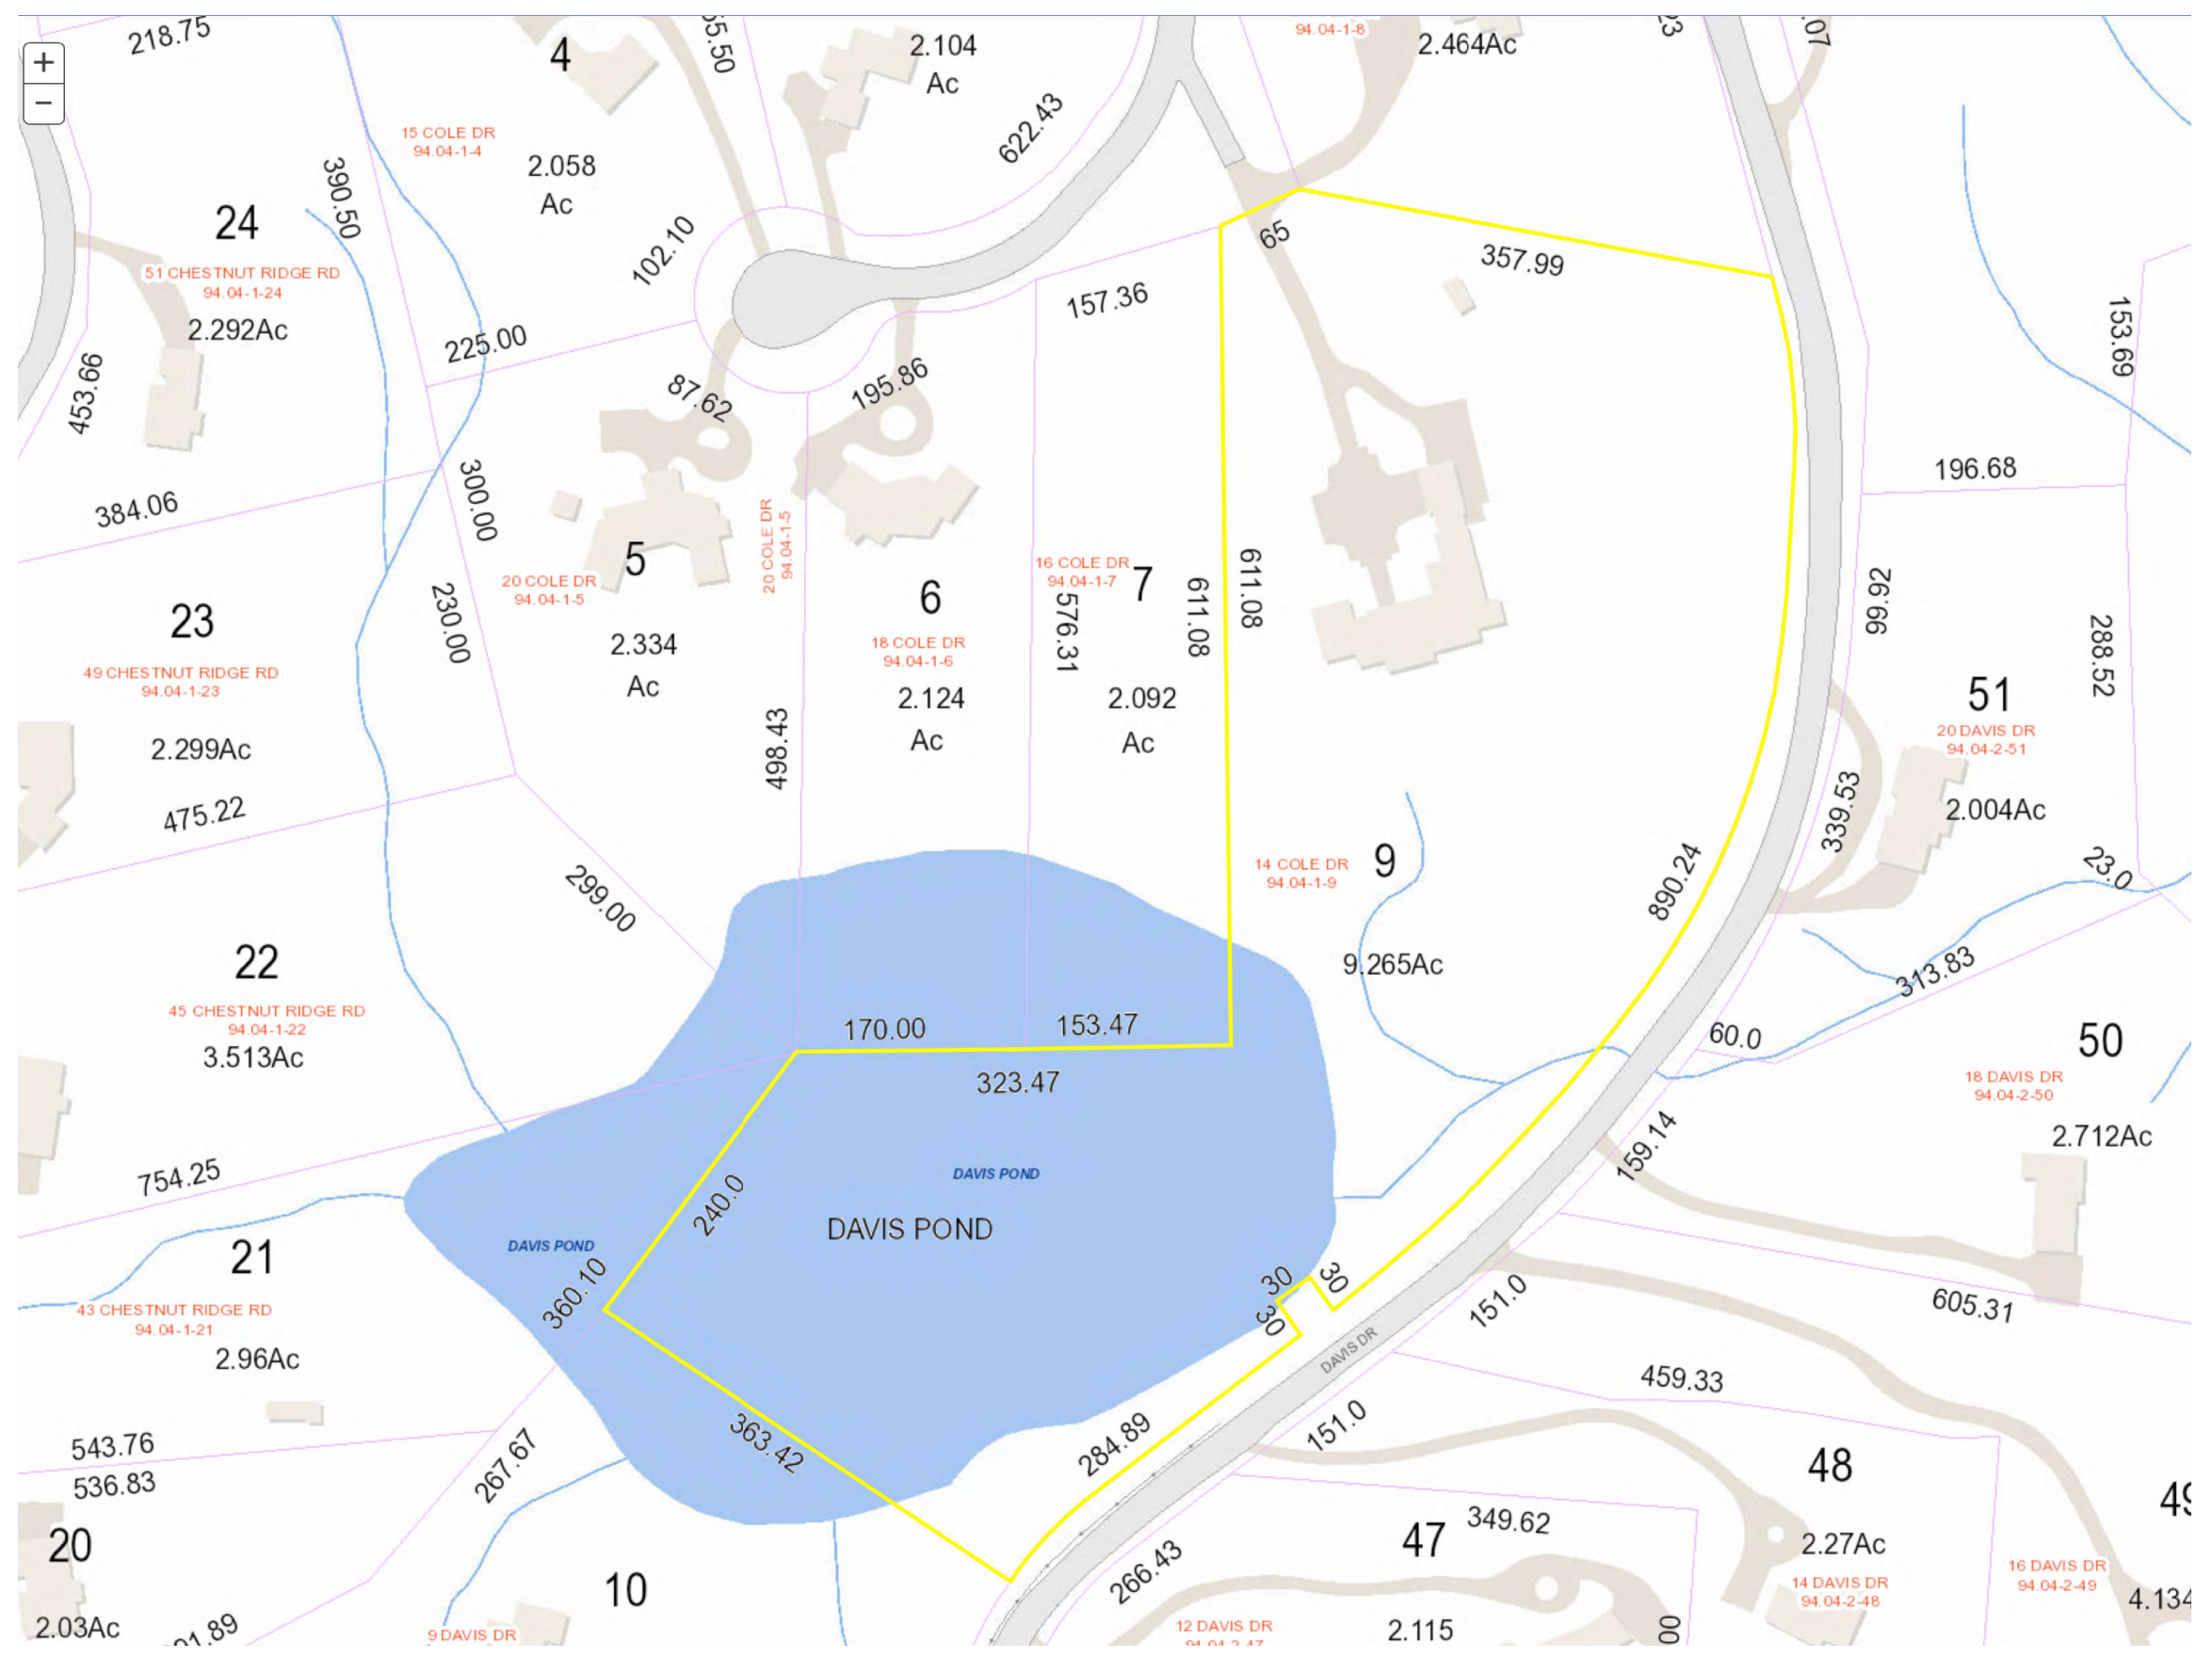 +
−
218.75
4
55.50
2.104
Ac
94.04-1-8
2.464Ac
23
.07
15 COLE DR
94.04-1-4
2.058
Ac
622.43
390.50
24
51 CHESTNUT RIDGE RD
94.04-1-24
2.292Ac
102.10
65
357.99
157.36
153.69
225.00
453.66
87.62
195.86
384.06
300.00
196.68
20 COLE DR
94.04-1-5
5
20 COLE DR
94.04-1-5
2.334
Ac
6
18 COLE DR
94.04-1-6
2.124
Ac
16 COLE DR
94.04-1-7
7
576.31
2.092
Ac
611.08
611.08
99.92
288.52
23
49 CHESTNUT RIDGE RD
94.04-1-23
2.299Ac
230.00
498.43
51
20 DAVIS DR
94.04-2-51
2.004Ac
339.53
475.22
299.00
14 COLE DR
94.04-1-9
9
9.265Ac
890.24
23.0
313.83
22
45 CHESTNUT RIDGE RD
94.04-1-22
3.513Ac
170.00
153.47
323.47
60.0
50
18 DAVIS DR
94.04-2-50
2.712Ac
159.14
754.25
240.0
DAVIS POND
DAVIS POND
DAVIS POND
21
43 CHESTNUT RIDGE RD
94.04-1-21
2.96Ac
360.10
30
30
30
DAVIS DR
151.0
605.31
459.33
151.0
284.89
363.42
267.67
543.76
536.83
20
2.03Ac
91.89
10
9 DAVIS DR
266.43
47
349.62
2.115
12 DAVIS DR
94.04-2-47
00
48
2.27Ac
14 DAVIS DR
94.04-2-48
49
16 DAVIS DR
94.04-2-49
4.134